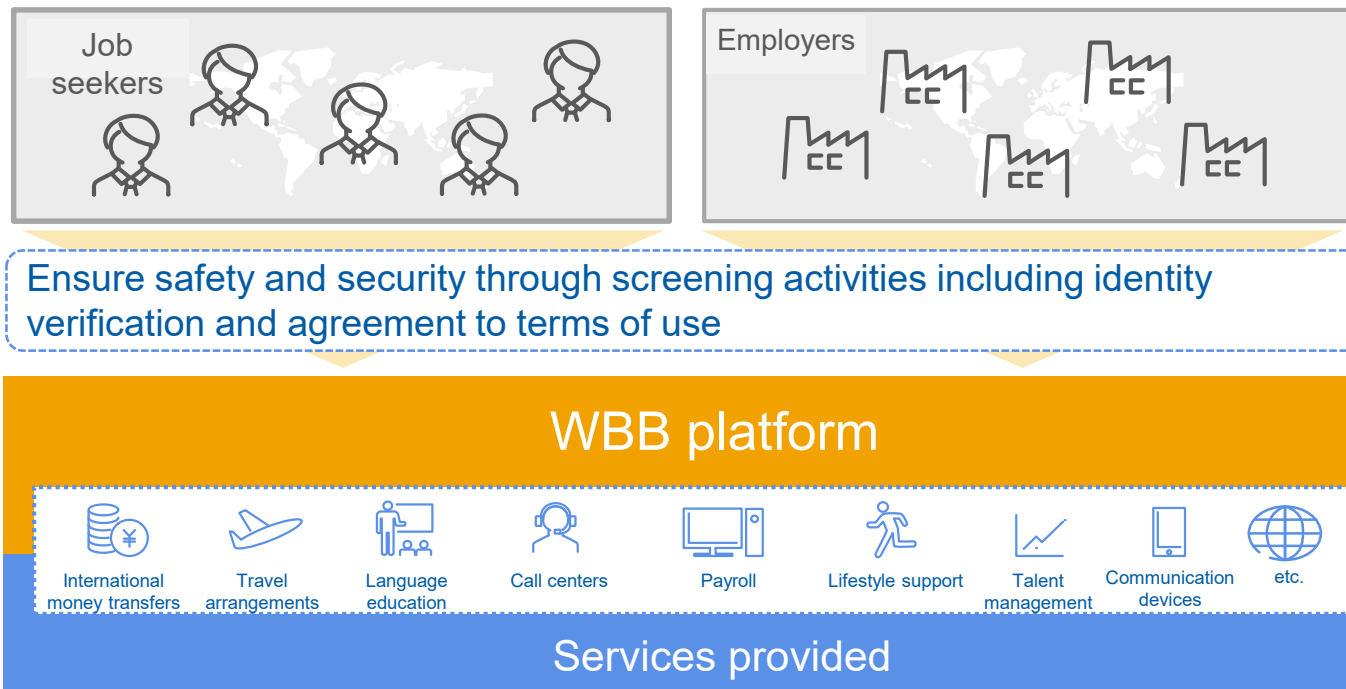 Job
seekers
Employers
Ensure safety and security through screening activities including identity
verification and agreement to terms of use
WBB platform
¥
International
money transfers
Travel
arrangements
Language
education
Call centers
Payroll
Lifestyle support
Talent
management
Communication
devices
etc.
Services provided